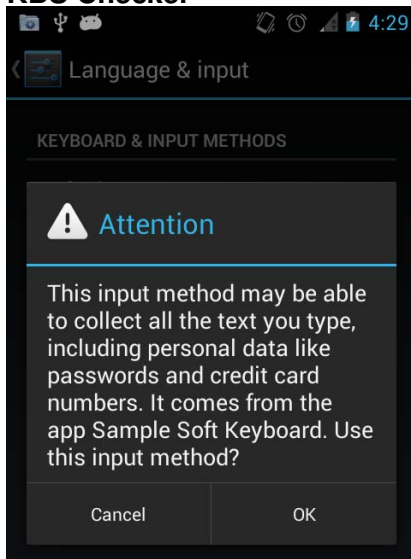 4:29
Language & input
KEYBOARD & INPUT METHODS
Attention
This input method may be able
to collect all the text you type,
including personal data like
passwords and credit card
numbers. It comes from the
app Sample Soft Keyboard. Use
this input method?
Cancel OK